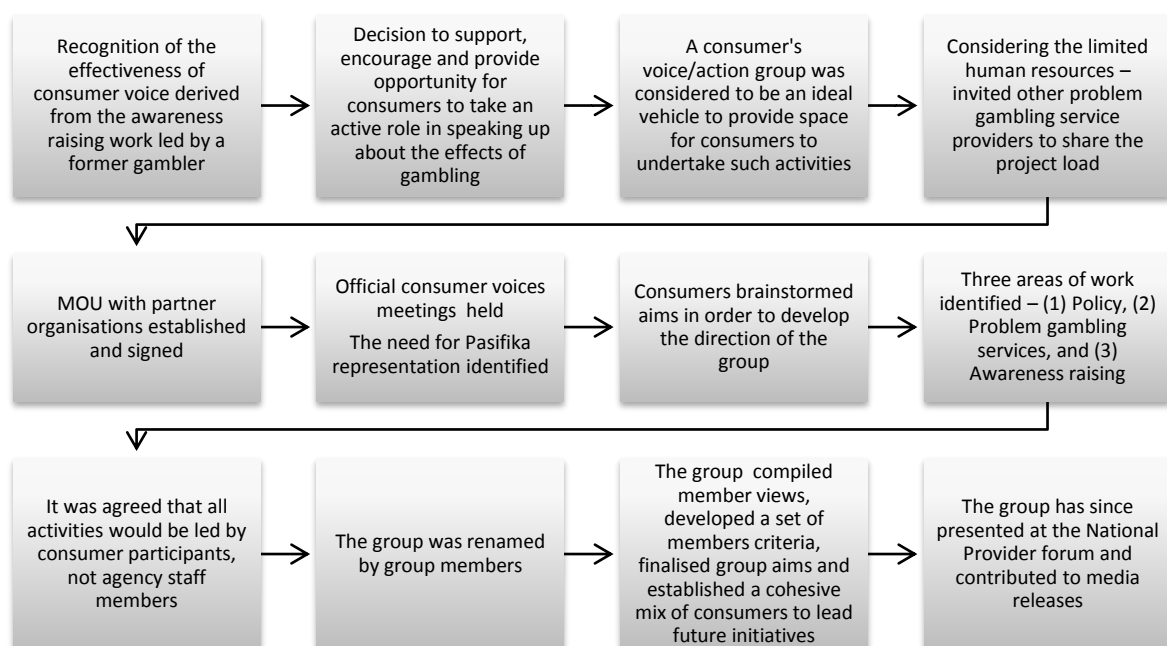 Recognition of the
effectiveness of
consumer voice derived
from the awareness
raising work led by a
former gambler
Decision to support,
encourage and provide
opportunity for
consumers to take an
active role in speaking up
about the effects of
gambling
A consumer's
voice/action group was
considered to be an ideal
vehicle to provide space
for consumers to
undertake such activities
Considering the limited
human resources –
invited other problem
gambling service
providers to share the
project load
MOU with partner
organisations established
and signed
Official consumer voices
meetings held
The need for Pasifika
representation identified
Consumers brainstormed
aims in order to develop
the direction of the
group
Three areas of work
identified – (1) Policy, (2)
Problem gambling
services, and (3)
Awareness raising
It was agreed that all
activities would be led by
consumer participants,
not agency staff
members
The group was renamed
by group members
The group compiled
member views,
developed a set of
members criteria,
finalised group aims and
established a cohesive
mix of consumers to lead
future initiatives
The group has since
presented at the National
Provider forum and
contributed to media
releases